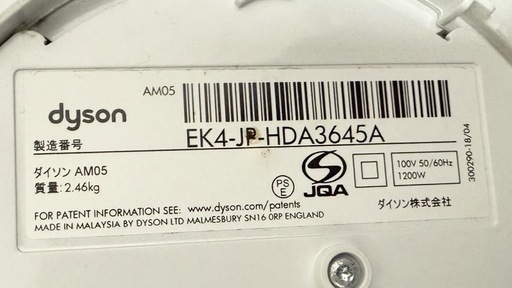 AM05
dyson
EK4-JP-HDA3645A
製造番号
ダイソン AM05
質量: 2.46kg
PS
E
JQA
100V 50/60Hz
1200W
300290-18/04
FOR PATENT INFORMATION SEE: www.dyson.com/patents
ダイソン株式会社
MADE IN MALAYSIA BY DYSON LTD MALMESBURY SN16 0RP ENGLAND